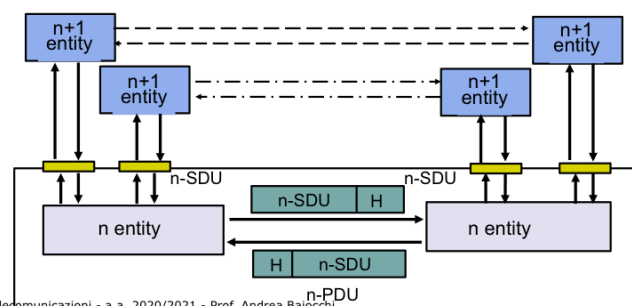 n+1
entity
n+1
entity
n+1
entity
n+1
entity
n-SDU
n-SDU
n-SDU H
n entity
n entity
H n-SDU
n-PDU
lecomunicazioni - a.a. 2020/2021 - Prof. Andrea Baiocchi